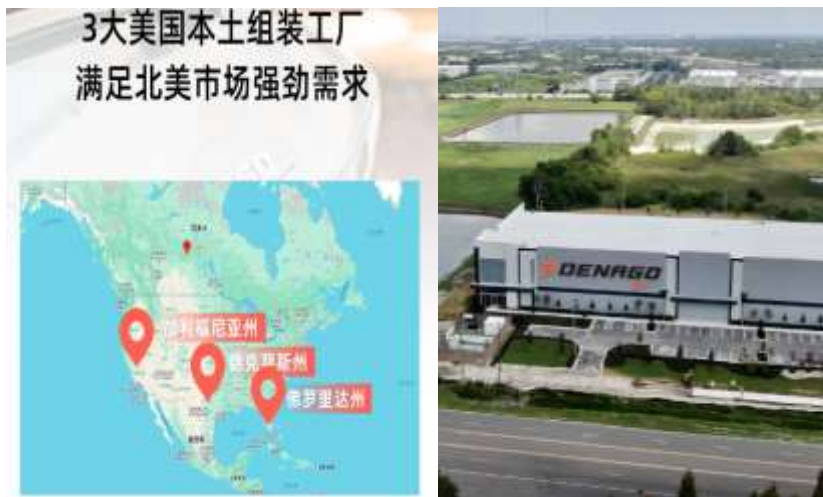 3大美国本土组装工厂
满足北美市场强劲需求
加利福尼亚州
德克萨斯州
佛罗里达州
DENAGO